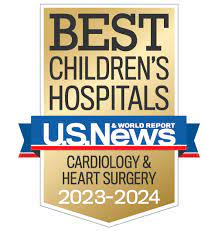 BEST
CHILDREN'S
HOSPITALS
& WORLD REPORT
U.S. News
CARDIOLOGY &
HEART SURGERY
2023-2024